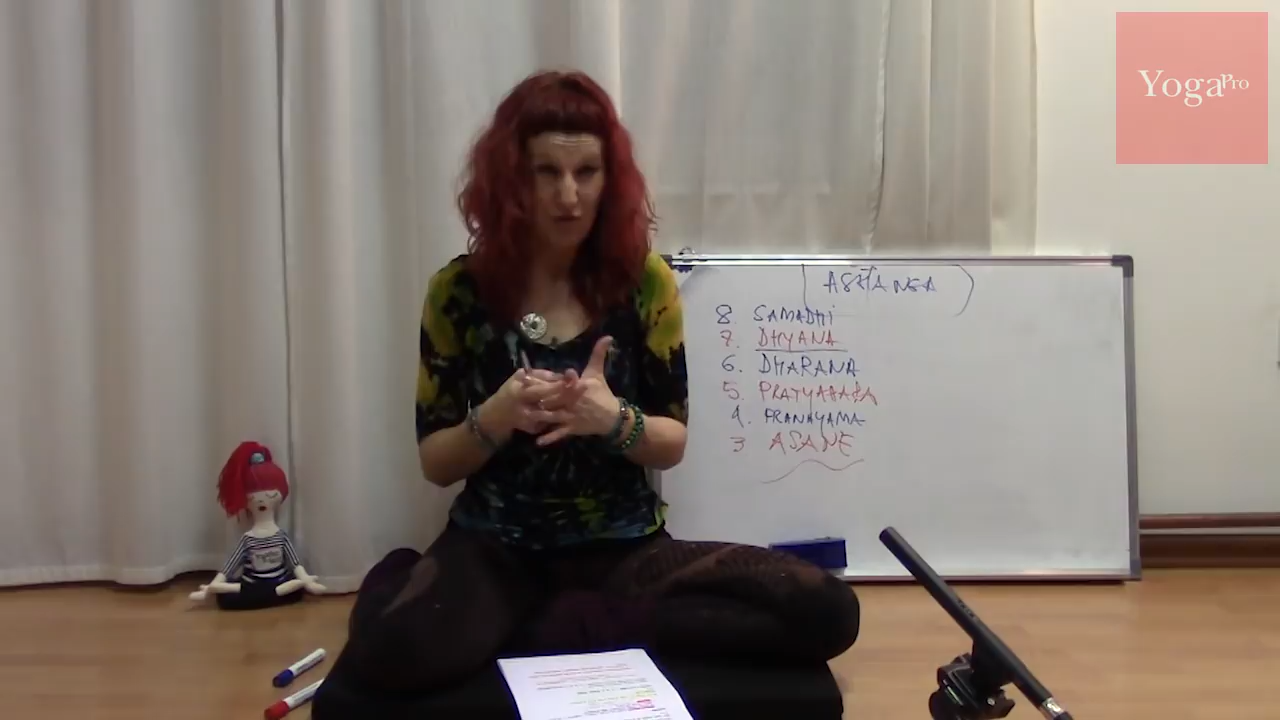 YogaPro
ASHTANGA
8. SAMADHI
7. DHYANA
6. DHARANA
5. PRATYAHARA
4. PRANAYAMA
3 ASANE